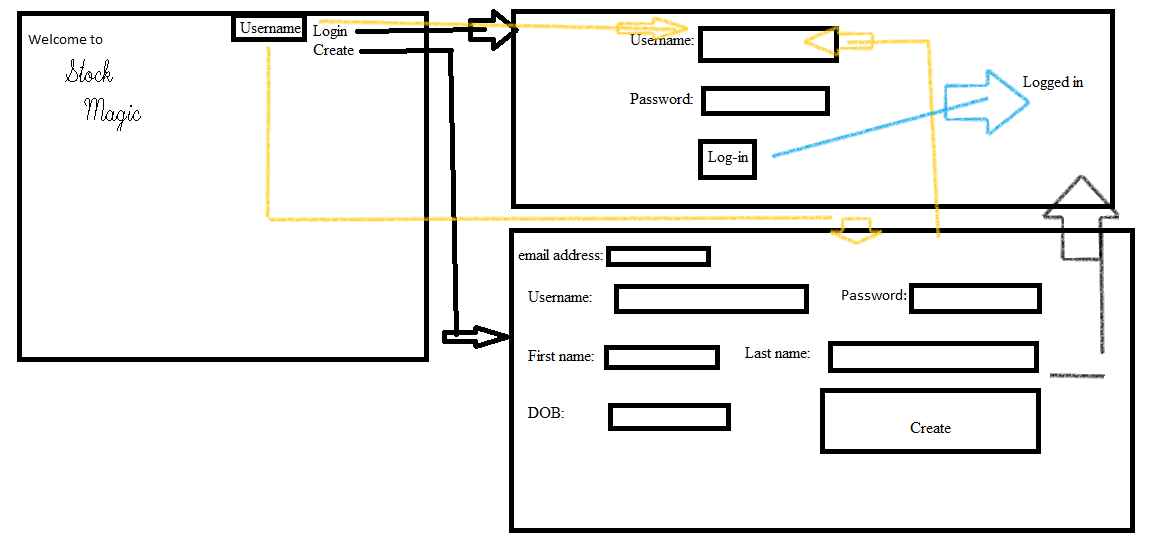 Welcome to
Stock
Magic
Username
Login
Create
Username:
Password:
Log-in
Logged in
email address:
Username:
Password:
First name:
Last name:
DOB:
Create